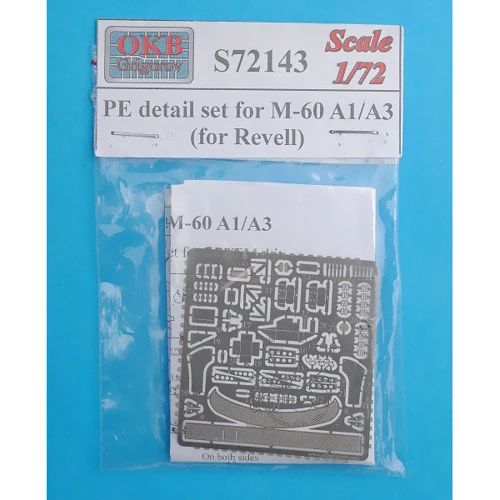 OKB
Grigorov
S72143
Scale
1/72
PE detail set for M-60 A1/A3
(for Revell)
M-60 A1/A3
On both sides